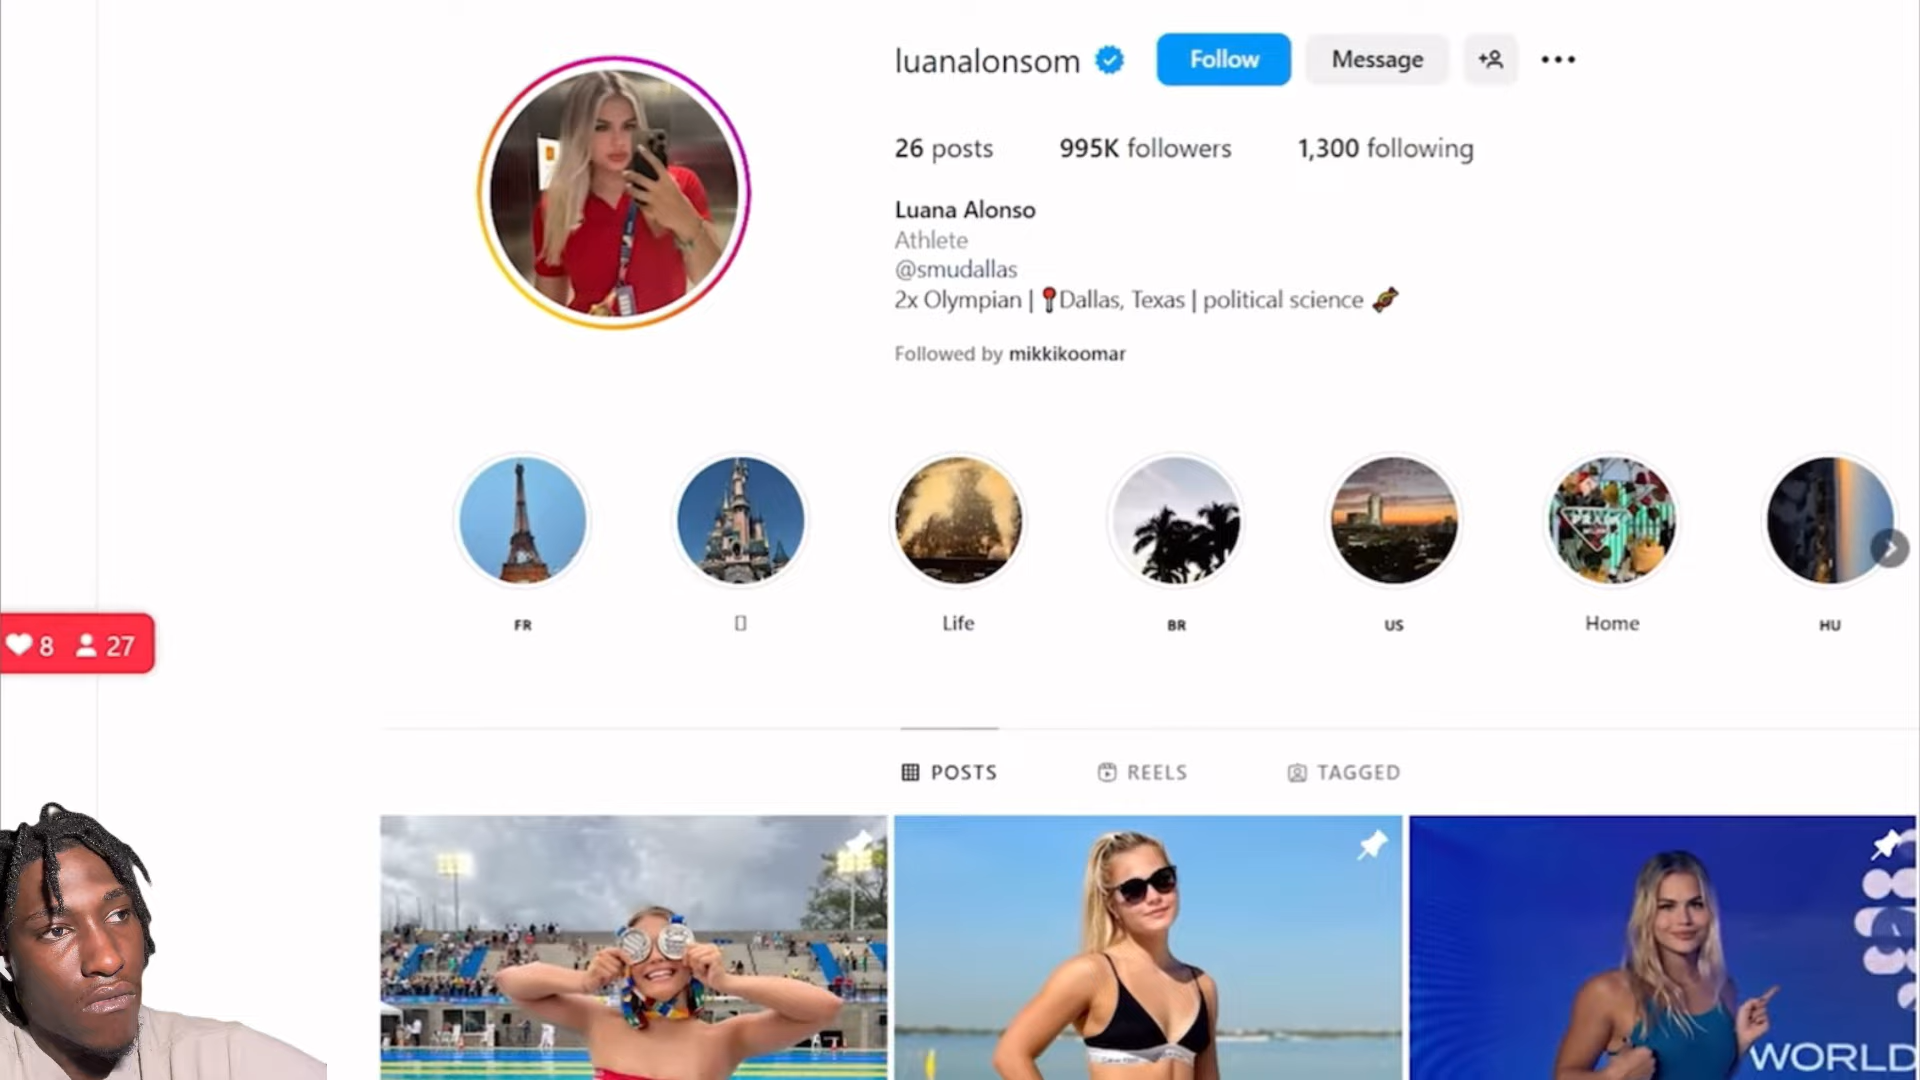 luanalonsom
Follow
Message
26 posts
995K followers
1,300 following
Luana Alonso
Athlete
@smudallas
2x Olympian | 📍Dallas, Texas | political science 🍬
Followed by mikkikoomar
FR
Life
BR
US
Home
HU
8
27
POSTS
REELS
TAGGED
WORLD